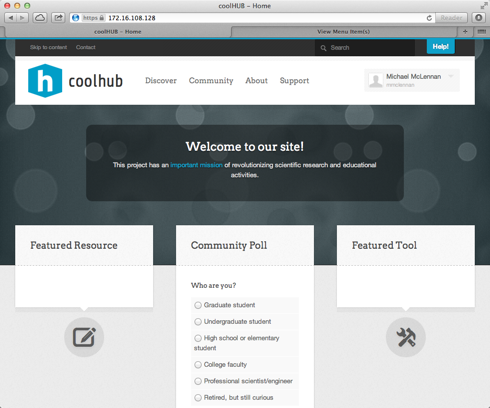 coolHUB ~ Home
https 172.16.108.128
Reader
coolHUB ~ Home
View Menu Item(s)
Skip to content
Contact
Search
Help!
h coolhub
Discover
Community
About
Support
Michael McLennan
mmclennan
Welcome to our site!
This project has an important mission of revolutionizing scientific research and educational
activities.
Featured Resource
Community Poll
Featured Tool
Who are you?
Graduate student
Undergraduate student
High school or elementary
student
College faculty
Professional scientist/engineer
Retired, but still curious